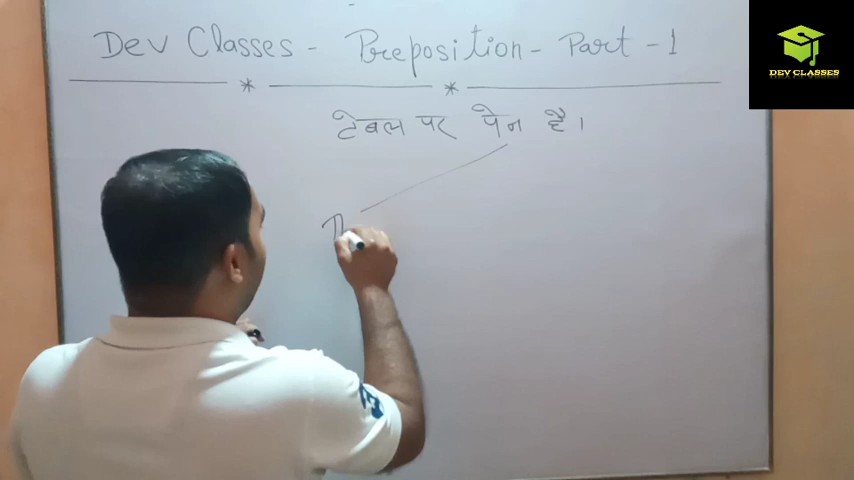 Dev Classes - Preposition - Part - 1
टेबल पर पेन है।
DEV CLASSES